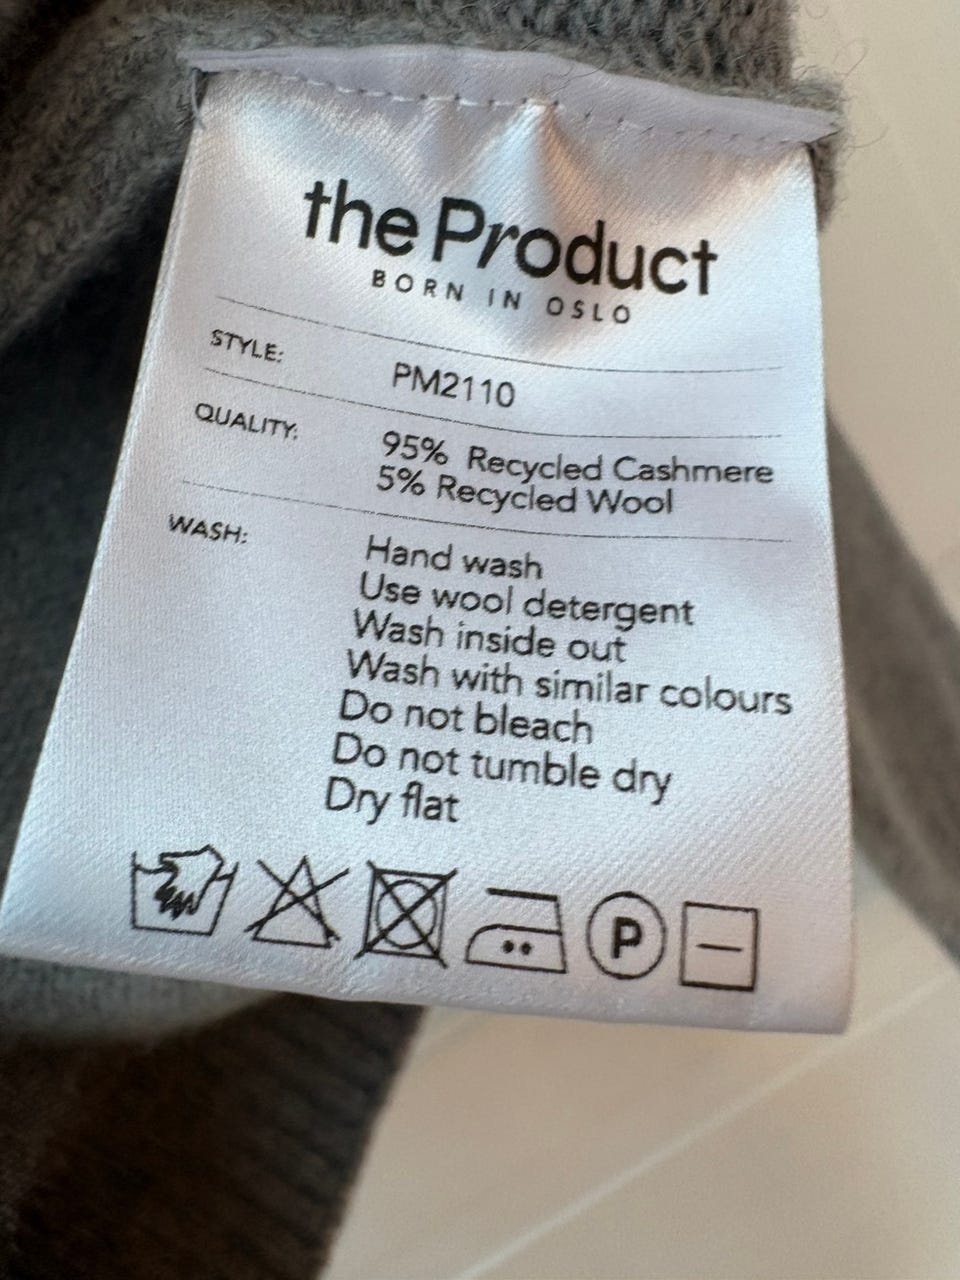 the Product
BORN IN OSLO
STYLE: PM2110
QUALITY: 95% Recycled Cashmere
5% Recycled Wool
WASH: Hand wash
Use wool detergent
Wash inside out
Wash with similar colours
Do not bleach
Do not tumble dry
Dry flat
P